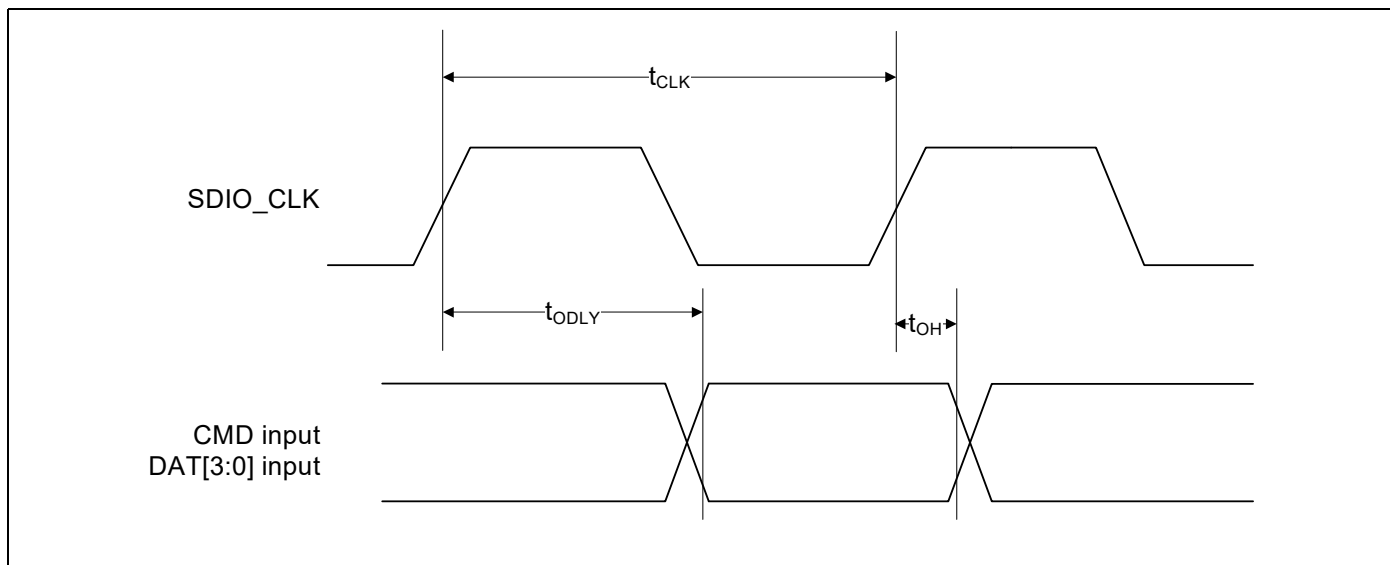 tCLK
SDIO_CLK
tODLY
tOH
CMD input
DAT[3:0] input